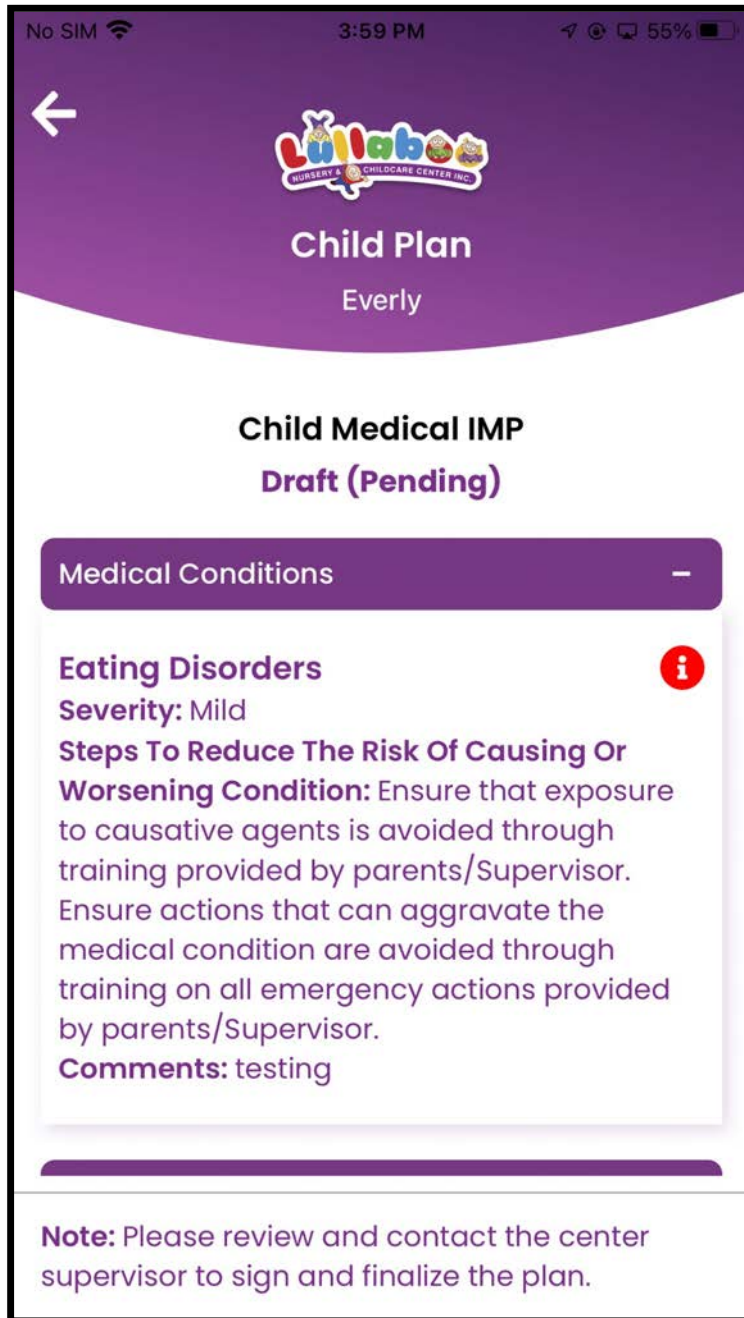 No SIM 3:59 PM 55%
Lullaboo
NURSERY & CHILDCARE CENTER INC.
Child Plan
Everly
Child Medical IMP
Draft (Pending)
Medical Conditions
Eating Disorders
Severity: Mild
Steps To Reduce The Risk Of Causing Or
Worsening Condition: Ensure that exposure
to causative agents is avoided through
training provided by parents/Supervisor.
Ensure actions that can aggravate the
medical condition are avoided through
training on all emergency actions provided
by parents/Supervisor.
Comments: testing
Note: Please review and contact the center
supervisor to sign and finalize the plan.